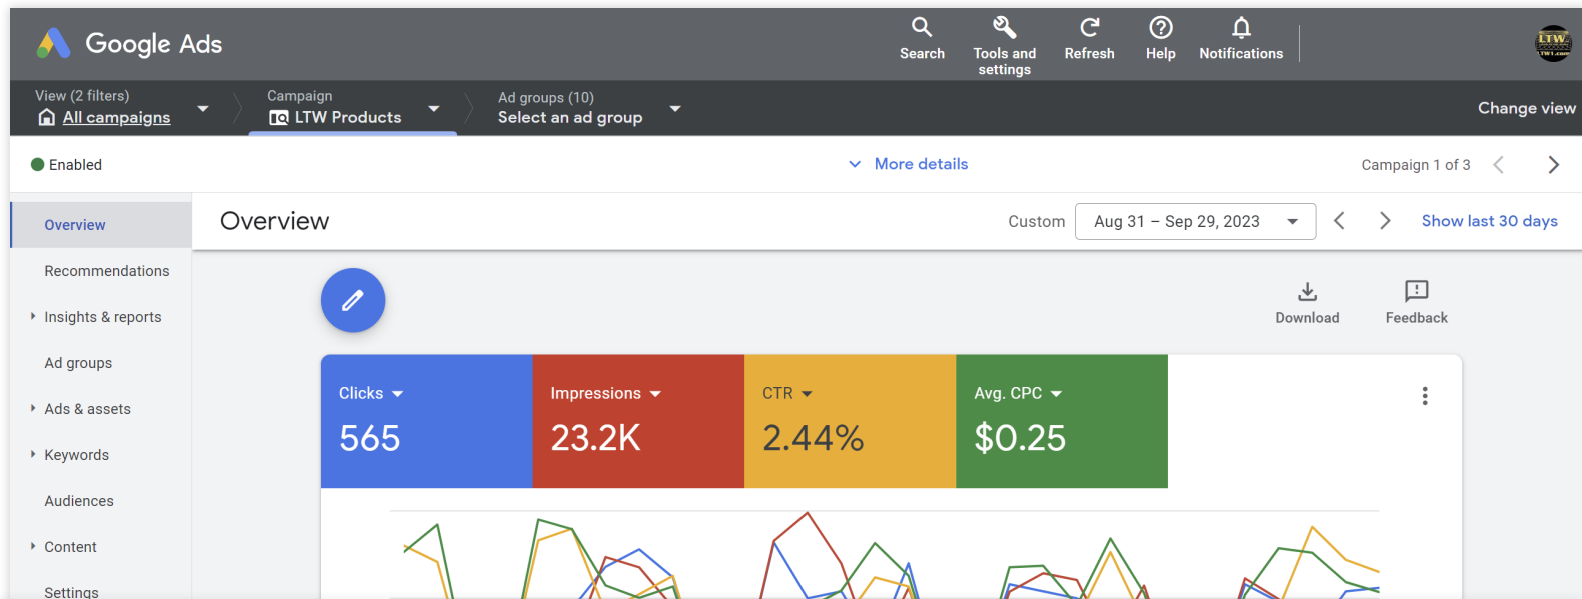 Google Ads
Search
Tools and
settings
Refresh
Help
Notifications
LTW
LTW1.com
View (2 filters)
All campaigns
Campaign
LTW Products
Ad groups (10)
Select an ad group
Change view
Enabled
More details
Campaign 1 of 3
Overview
Recommendations
Insights & reports
Ad groups
Ads & assets
Keywords
Audiences
Content
Settings
Overview
Custom
Aug 31 – Sep 29, 2023
Show last 30 days
Download
Feedback
Clicks
565
Impressions
23.2K
CTR
2.44%
Avg. CPC
$0.25